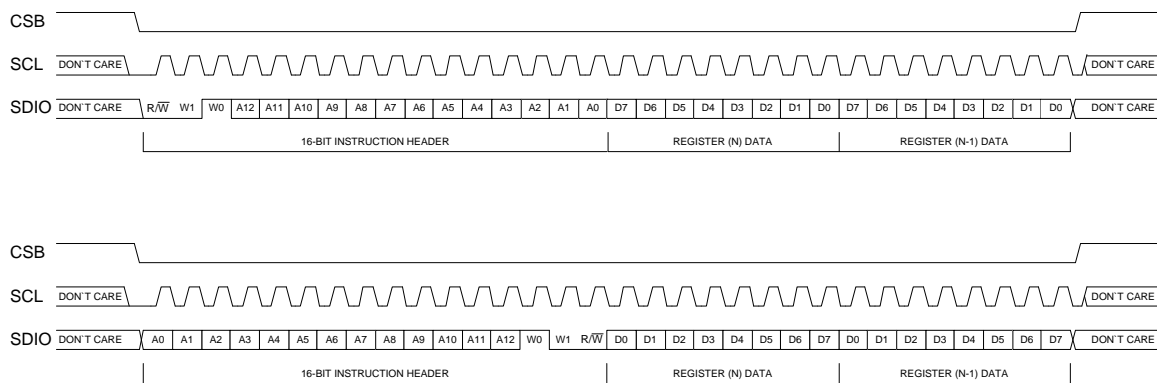 CSB
SCL DON'T CARE DON'T CARE
SDIO DON'T CARE R/W̅ W1 W0 A12 A11 A10 A9 A8 A7 A6 A5 A4 A3 A2 A1 A0 D7 D6 D5 D4 D3 D2 D1 D0 D7 D6 D5 D4 D3 D2 D1 D0 DON'T CARE
16-BIT INSTRUCTION HEADER REGISTER (N) DATA REGISTER (N-1) DATA
CSB
SCL DON'T CARE DON'T CARE
SDIO DON'T CARE A0 A1 A2 A3 A4 A5 A6 A7 A8 A9 A10 A11 A12 W0 W1 R/W̅ D0 D1 D2 D3 D4 D5 D6 D7 D0 D1 D2 D3 D4 D5 D6 D7 DON'T CARE
16-BIT INSTRUCTION HEADER REGISTER (N) DATA REGISTER (N-1) DATA